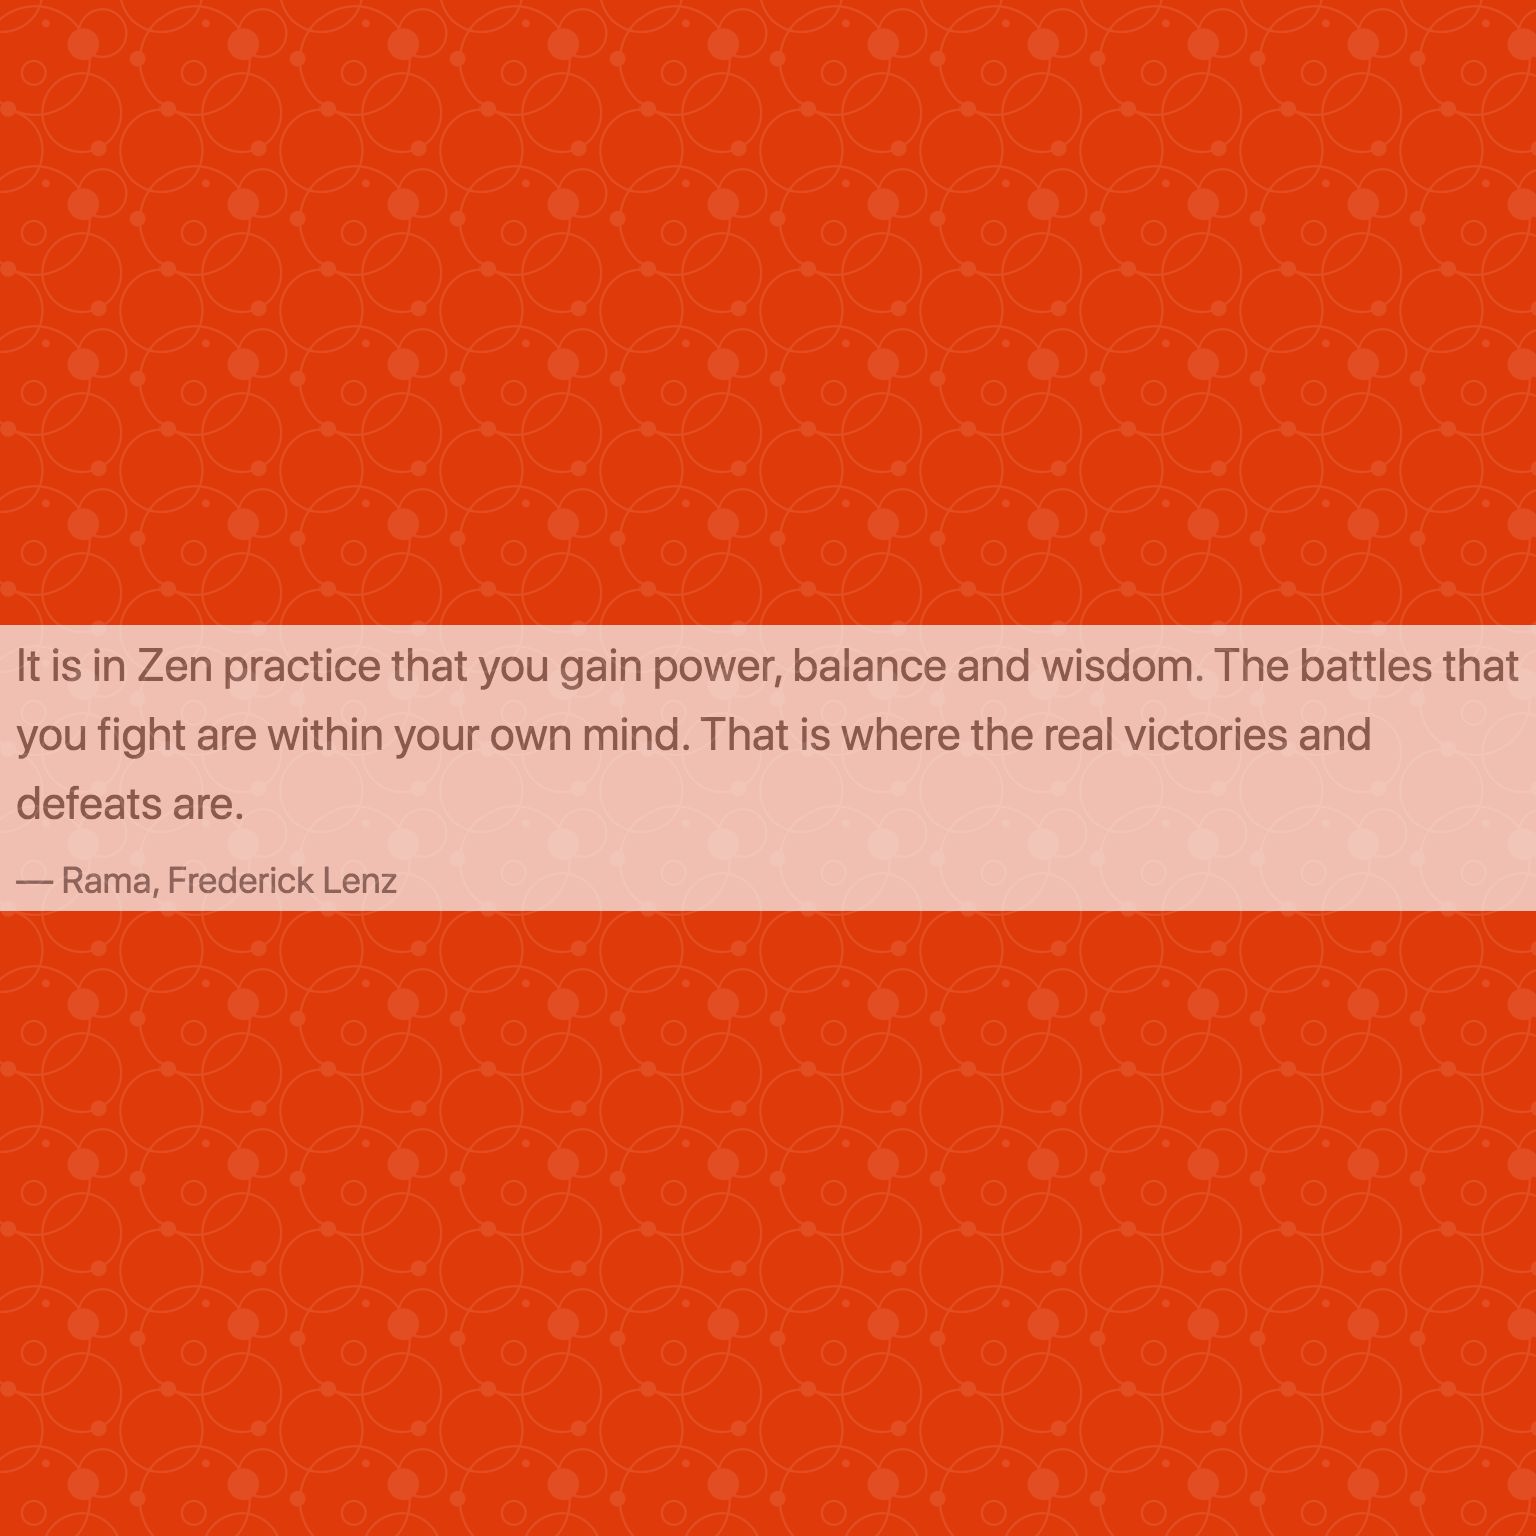 It is in Zen practice that you gain power, balance and wisdom. The battles that
you fight are within your own mind. That is where the real victories and
defeats are.
— Rama, Frederick Lenz